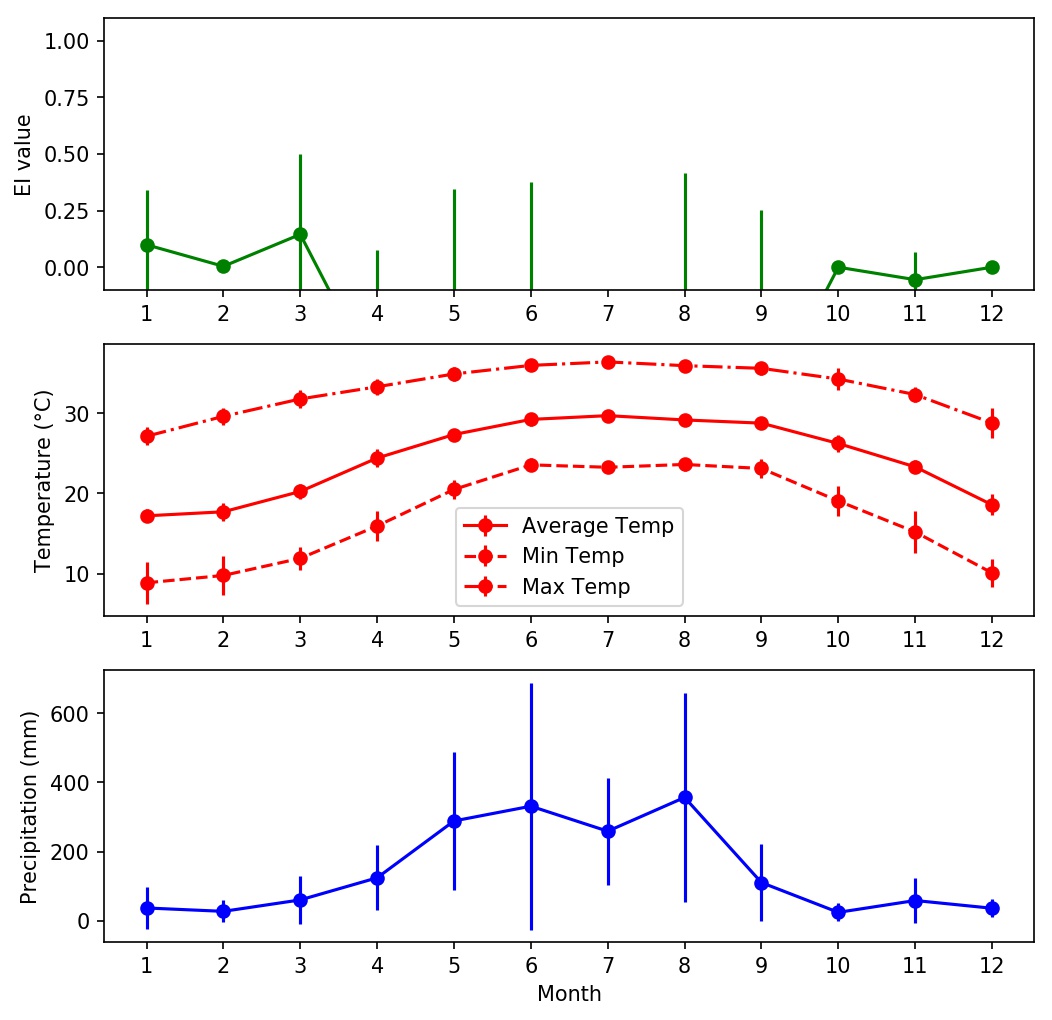 EI value
1.00
0.75
0.50
0.25
0.00
1 2 3 4 5 6 7 8 9 10 11 12
Temperature (°C)
30
20
10
Average Temp
Min Temp
Max Temp
1 2 3 4 5 6 7 8 9 10 11 12
Precipitation (mm)
600
400
200
0
1 2 3 4 5 6 7 8 9 10 11 12
Month